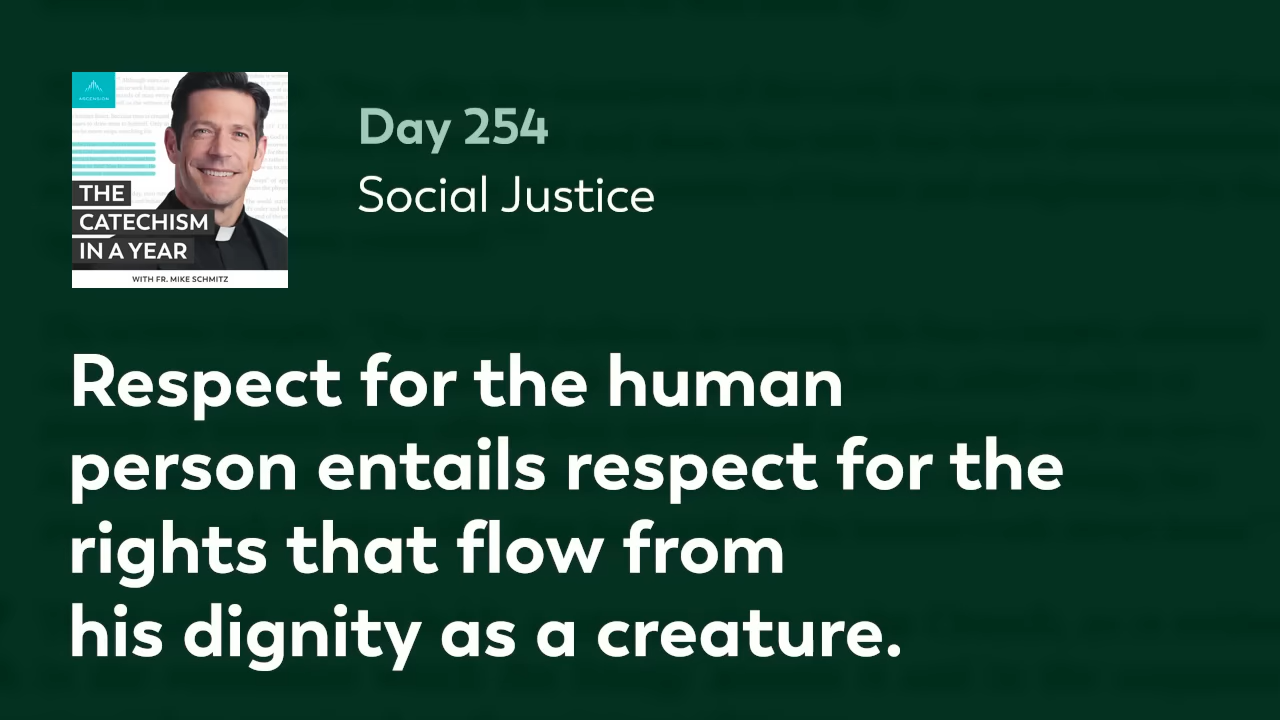 ASCENSION
THE
CATECHISM
IN A YEAR
WITH FR. MIKE SCHMITZ
Day 254
Social Justice
Respect for the human
person entails respect for the
rights that flow from
his dignity as a creature.